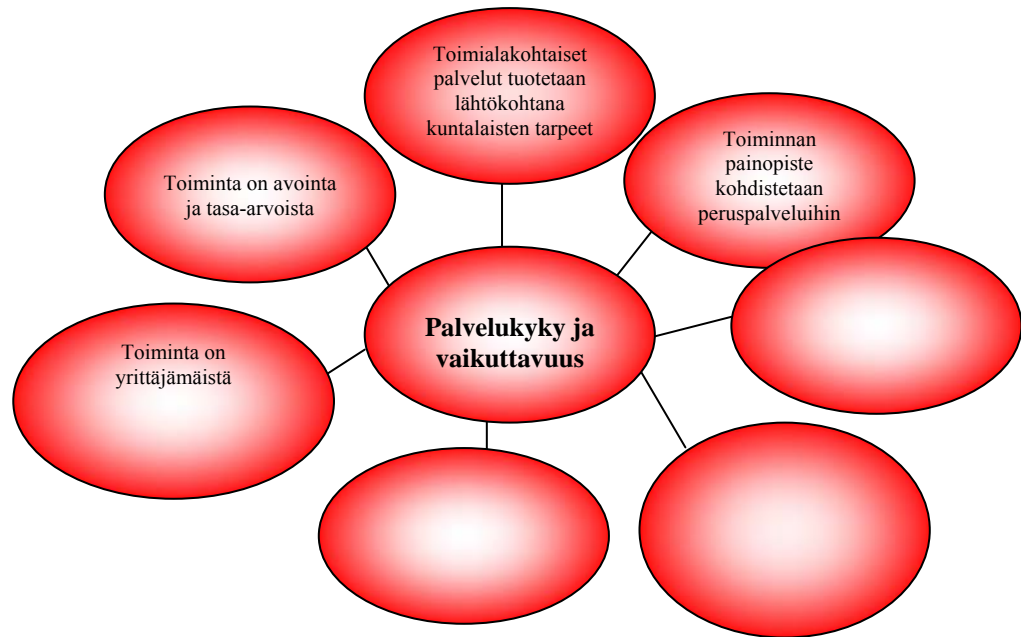 Toimialakohtaiset
palvelut tuotetaan
lähtökohtana
kuntalaisten tarpeet
Toiminnan
painopiste
kohdistetaan
peruspalveluihin
Toiminta on avointa
ja tasa-arvoista
Palvelukyky ja
vaikuttavuus
Toiminta on
yrittäjämäistä